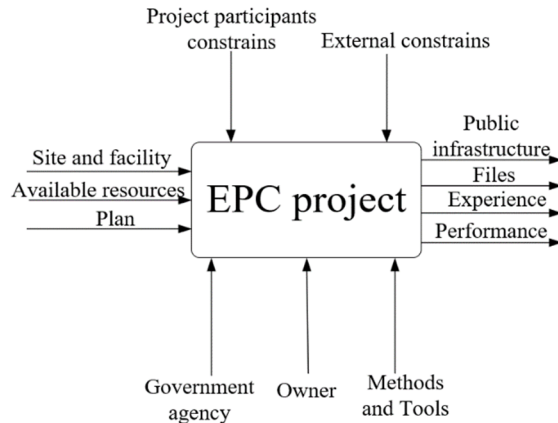 Project participants
constrains
External constrains
Public
infrastructure
Site and facility
Files
Available resources
EPC project
Experience
Plan
Performance
Government
agency
Owner
Methods
and Tools